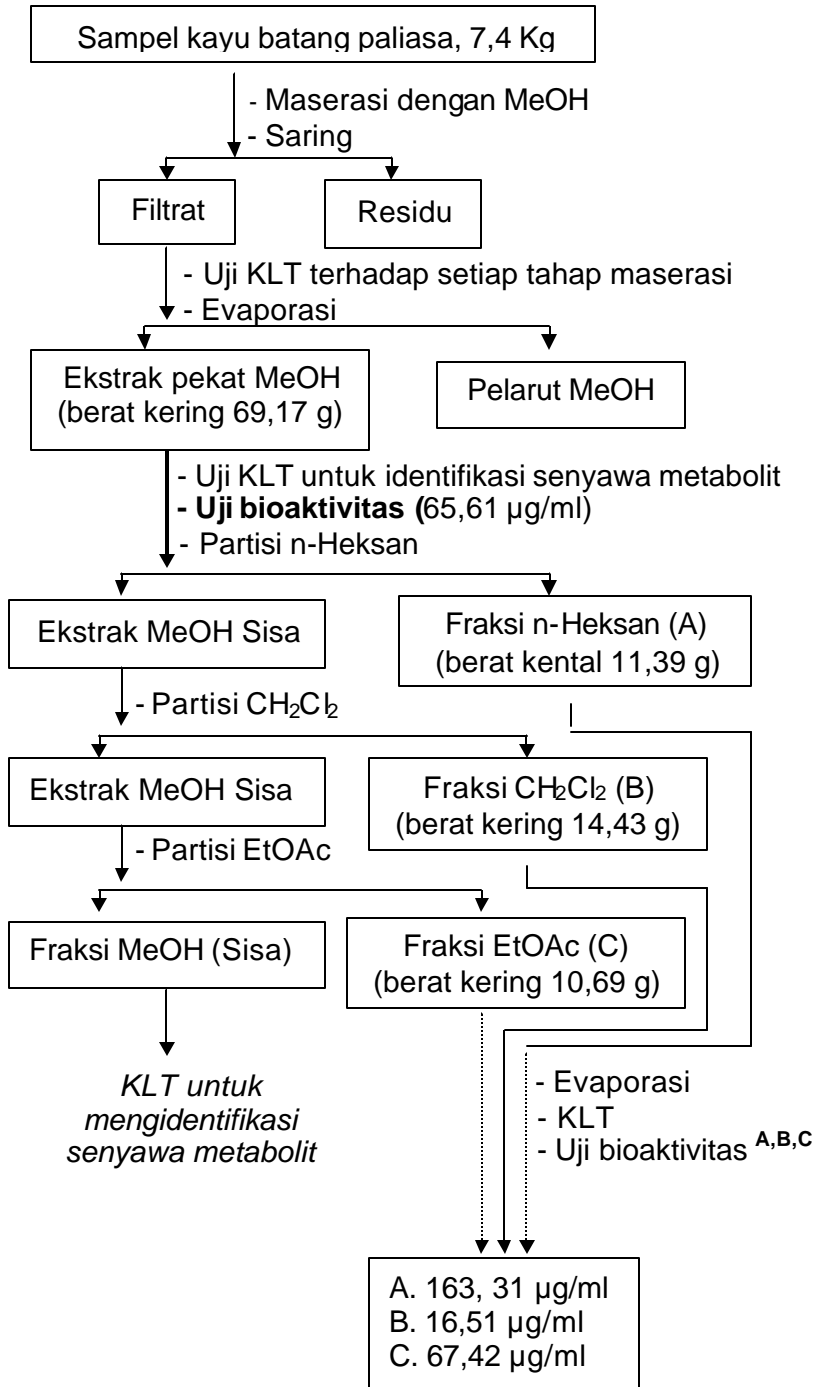 Sampel kayu batang paliasa, 7,4 Kg
- Maserasi dengan MeOH
- Saring
Filtrat
Residu
- Uji KLT terhadap setiap tahap maserasi
- Evaporasi
Ekstrak pekat MeOH
(berat kering 69,17 g)
Pelarut MeOH
- Uji KLT untuk identifikasi senyawa metabolit
- Uji bioaktivitas (65,61 µg/ml)
- Partisi n-Heksan
Ekstrak MeOH Sisa
Fraksi n-Heksan (A)
(berat kental 11,39 g)
- Partisi CH₂Cl₂
Ekstrak MeOH Sisa
Fraksi CH₂Cl₂ (B)
(berat kering 14,43 g)
- Partisi EtOAc
Fraksi MeOH (Sisa)
Fraksi EtOAc (C)
(berat kering 10,69 g)
KLT untuk
mengidentifikasi
senyawa metabolit
- Evaporasi
- KLT
- Uji bioaktivitas A,B,C
A. 163, 31 µg/ml
B. 16,51 µg/ml
C. 67,42 µg/ml